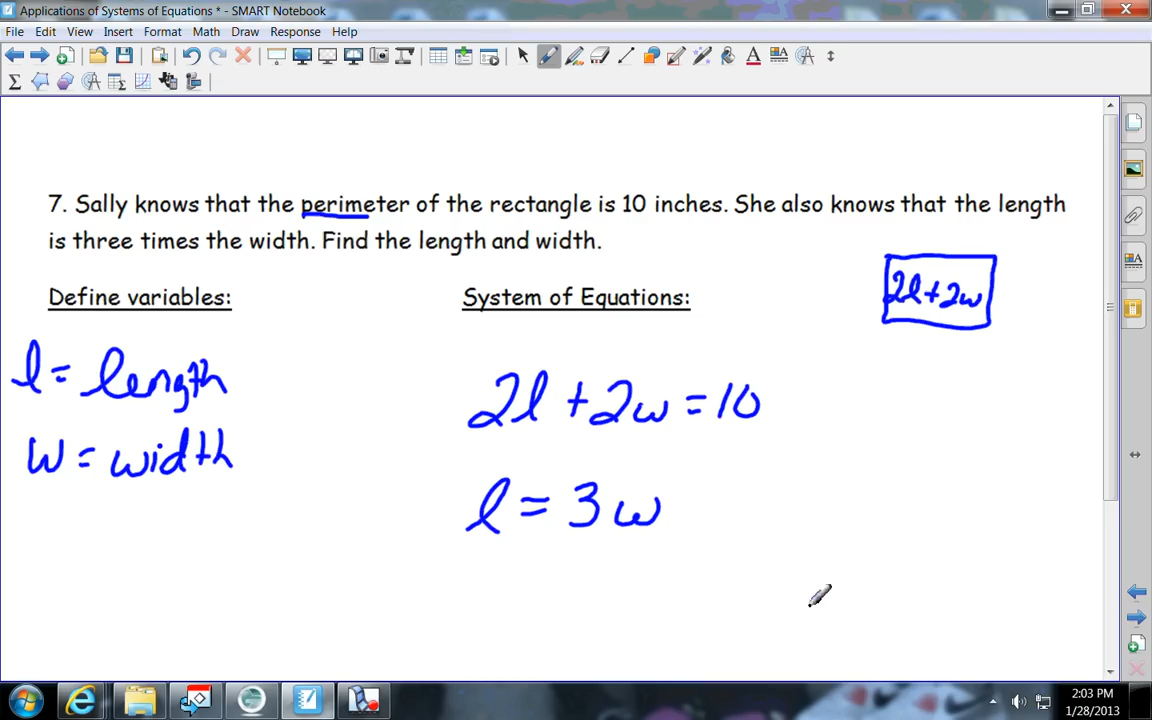 Applications of Systems of Equations * - SMART Notebook
File Edit View Insert Format Math Draw Response Help
7. Sally knows that the perimeter of the rectangle is 10 inches. She also knows that the length
is three times the width. Find the length and width.
2l+2w
Define variables: System of Equations:
l = length
2l + 2w = 10
w = width
l = 3w
2:03 PM
1/28/2013